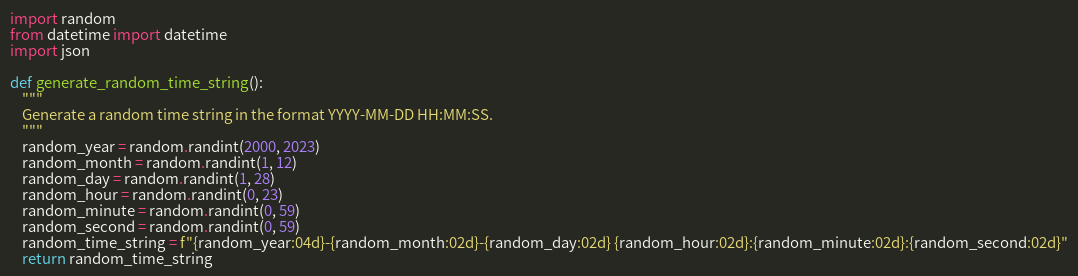 import random
from datetime import datetime
import json

def generate_random_time_string():
    """
    Generate a random time string in the format YYYY-MM-DD HH:MM:SS.
    """
    random_year = random.randint(2000, 2023)
    random_month = random.randint(1, 12)
    random_day = random.randint(1, 28)
    random_hour = random.randint(0, 23)
    random_minute = random.randint(0, 59)
    random_second = random.randint(0, 59)
    random_time_string = f"{random_year:04d}-{random_month:02d}-{random_day:02d} {random_hour:02d}:{random_minute:02d}:{random_second:02d}"
    return random_time_string